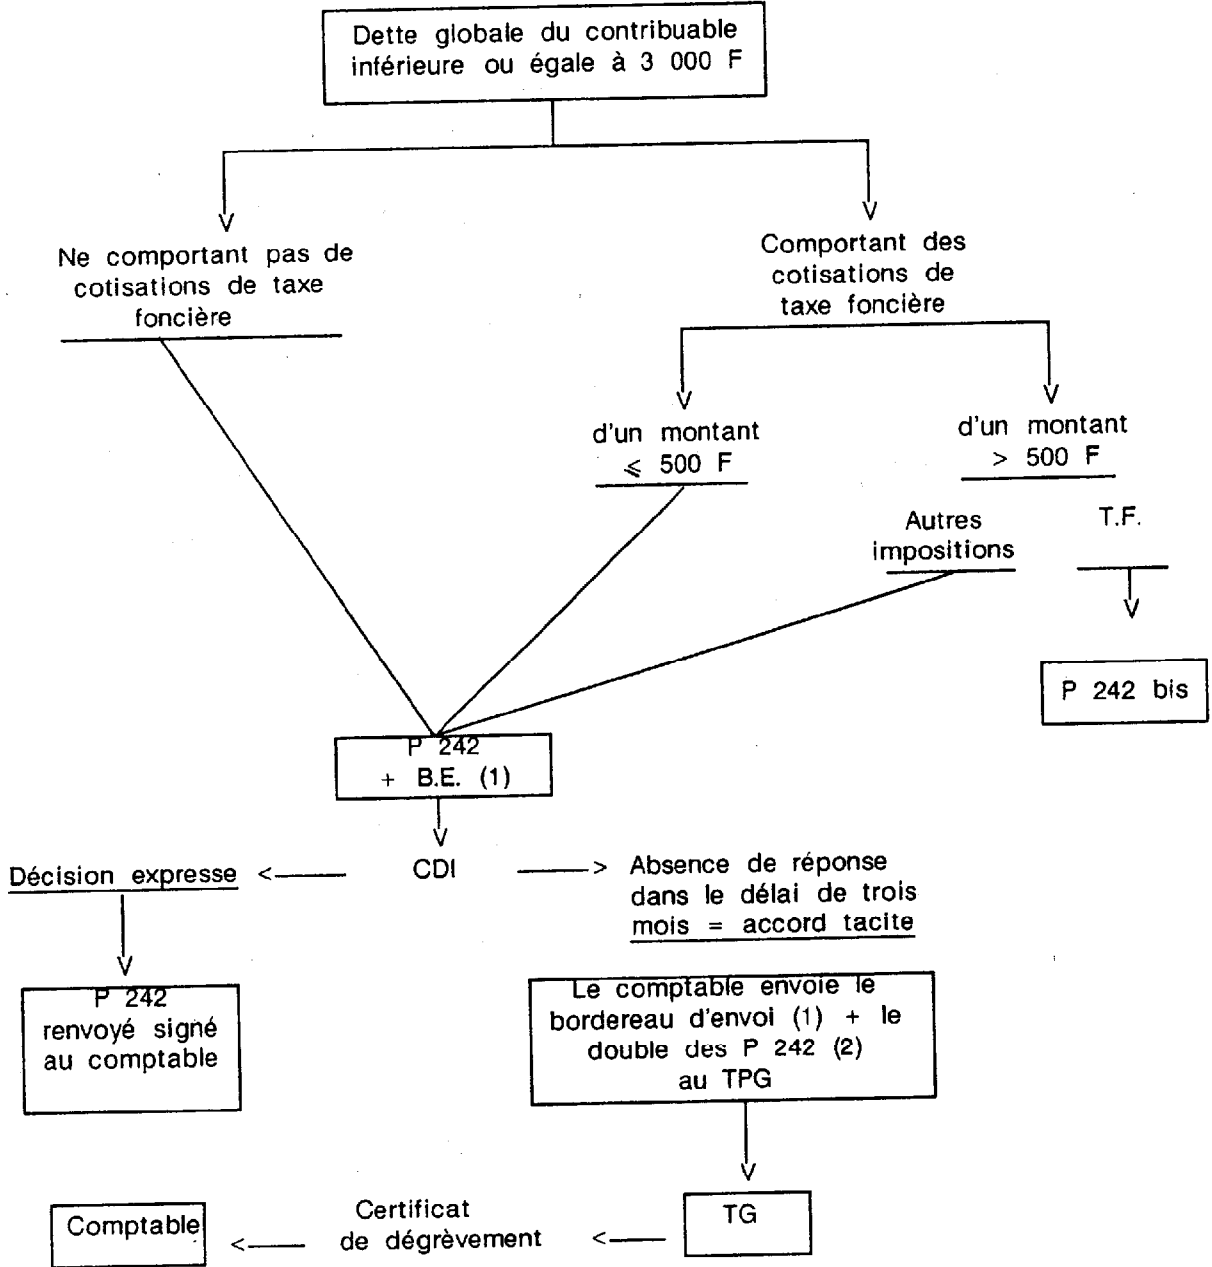 Dette globale du contribuable
inférieure ou égale à 3 000 F
Ne comportant pas de
cotisations de taxe
foncière
Comportant des
cotisations de
taxe foncière
d'un montant
⩽ 500 F
d'un montant
> 500 F
Autres
impositions
T.F.
P 242 bis
P 242
+ B.E. (1)
CDI
Décision expresse
Absence de réponse
dans le délai de trois
mois = accord tacite
P 242
renvoyé signé
au comptable
Le comptable envoie le
bordereau d'envoi (1) + le
double des P 242 (2)
au TPG
TG
Certificat
de dégrèvement
Comptable